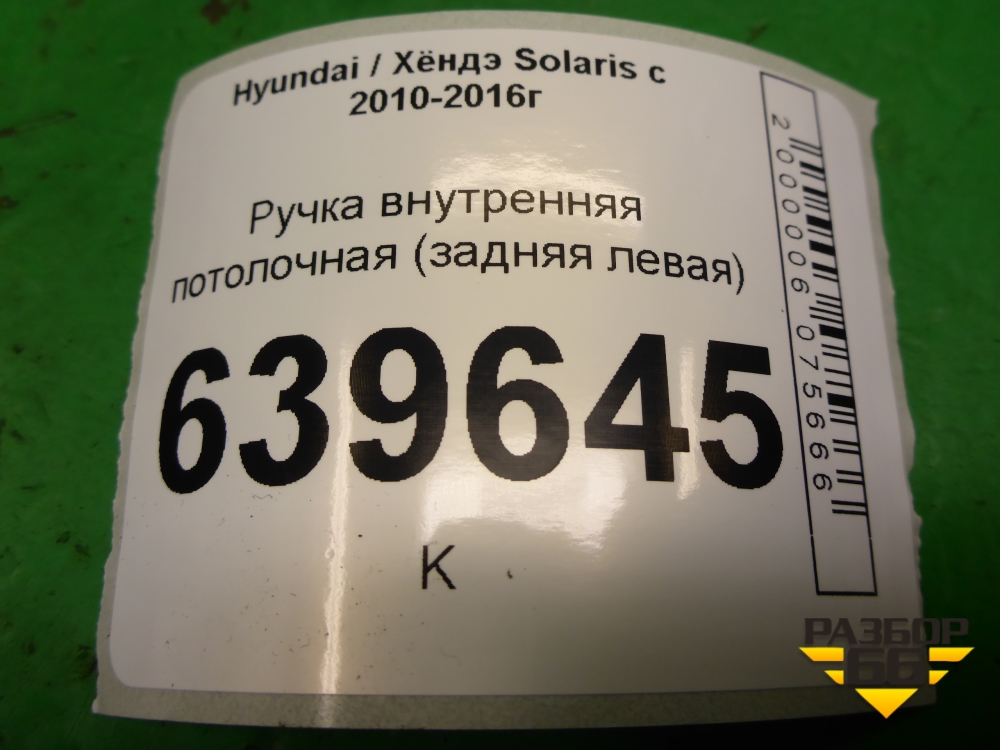 Hyundai / Хёндэ Solaris с
2010-2016г
Ручка внутренняя
потолочная (задняя левая)
639645
К
2000006075666
РАЗБОР
66